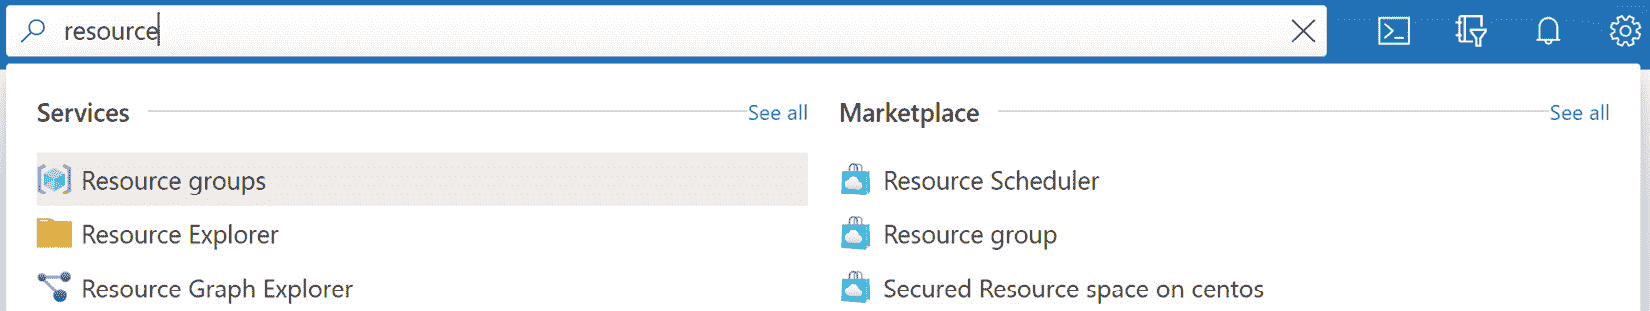 resource
Services See all
Resource groups
Resource Explorer
Resource Graph Explorer
Marketplace See all
Resource Scheduler
Resource group
Secured Resource space on centos